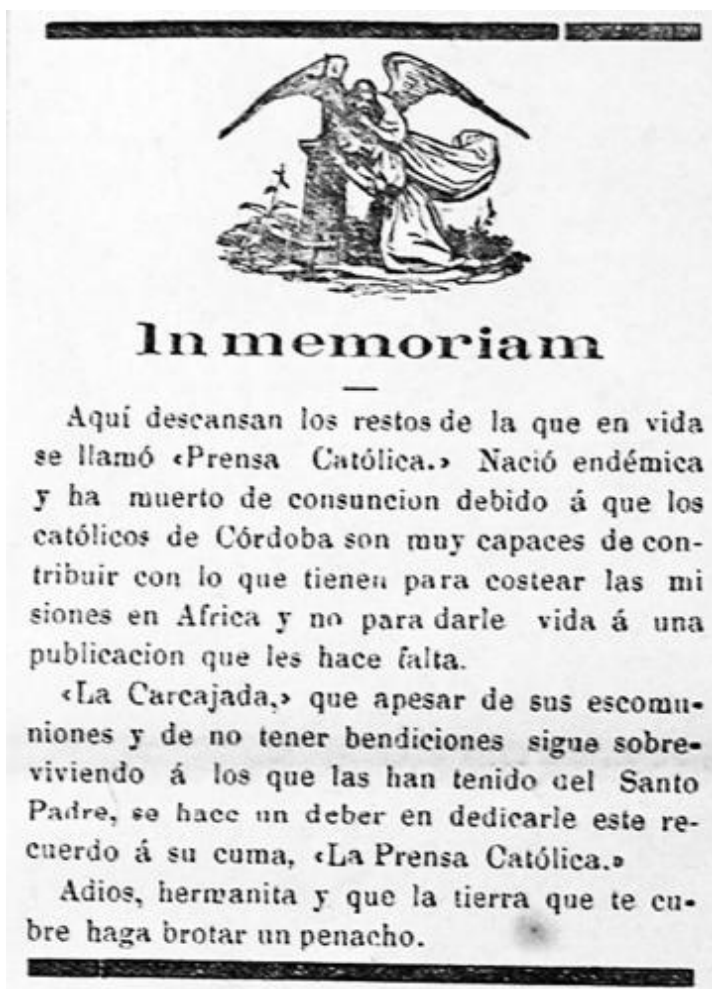 In memoriam
Aquí descansan los restos de la que en vida
se llamó «Prensa Católica.» Nació endémica
y ha muerto de consuncion debido á que los
católicos de Córdoba son muy capaces de con-
tribuir con lo que tienen para costear las mi
siones en Africa y no para darle vida á una
publicacion que les hace falta.
«La Carcajada,» que apesar de sus escomu-
niones y de no tener bendiciones sigue sobre-
viviendo á los que las han tenido del Santo
Padre, se hace un deber en dedicarle este re-
cuerdo á su cuma, «La Prensa Católica.»
Adios, hermanita y que la tierra que te cu-
bre haga brotar un penacho.